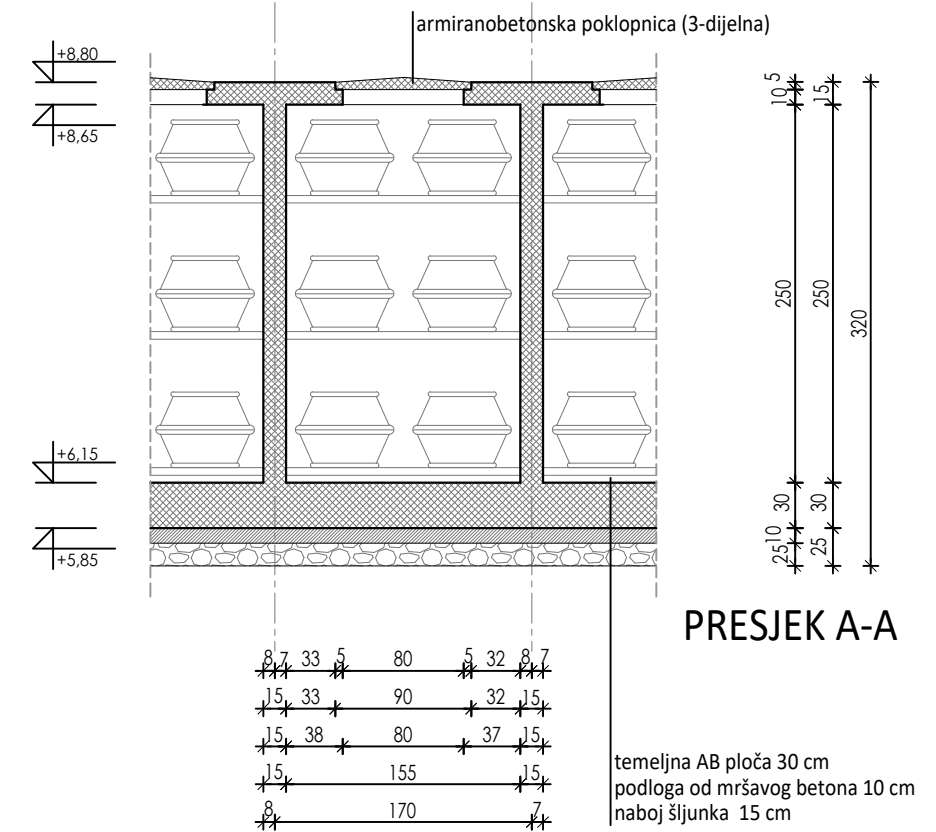 armiranobetonska poklopnica (3-dijelna)
+8,80
+8,65
+6,15
+5,85
5
10
15
250
250
320
30
30
10
25
25
PRESJEK A-A
8 7 33 5 80 5 32 8 7
15 33 90 32 15
15 38 80 37 15
15 155 15
8 170 7
temeljna AB ploča 30 cm
podloga od mršavog betona 10 cm
naboj šljunka 15 cm